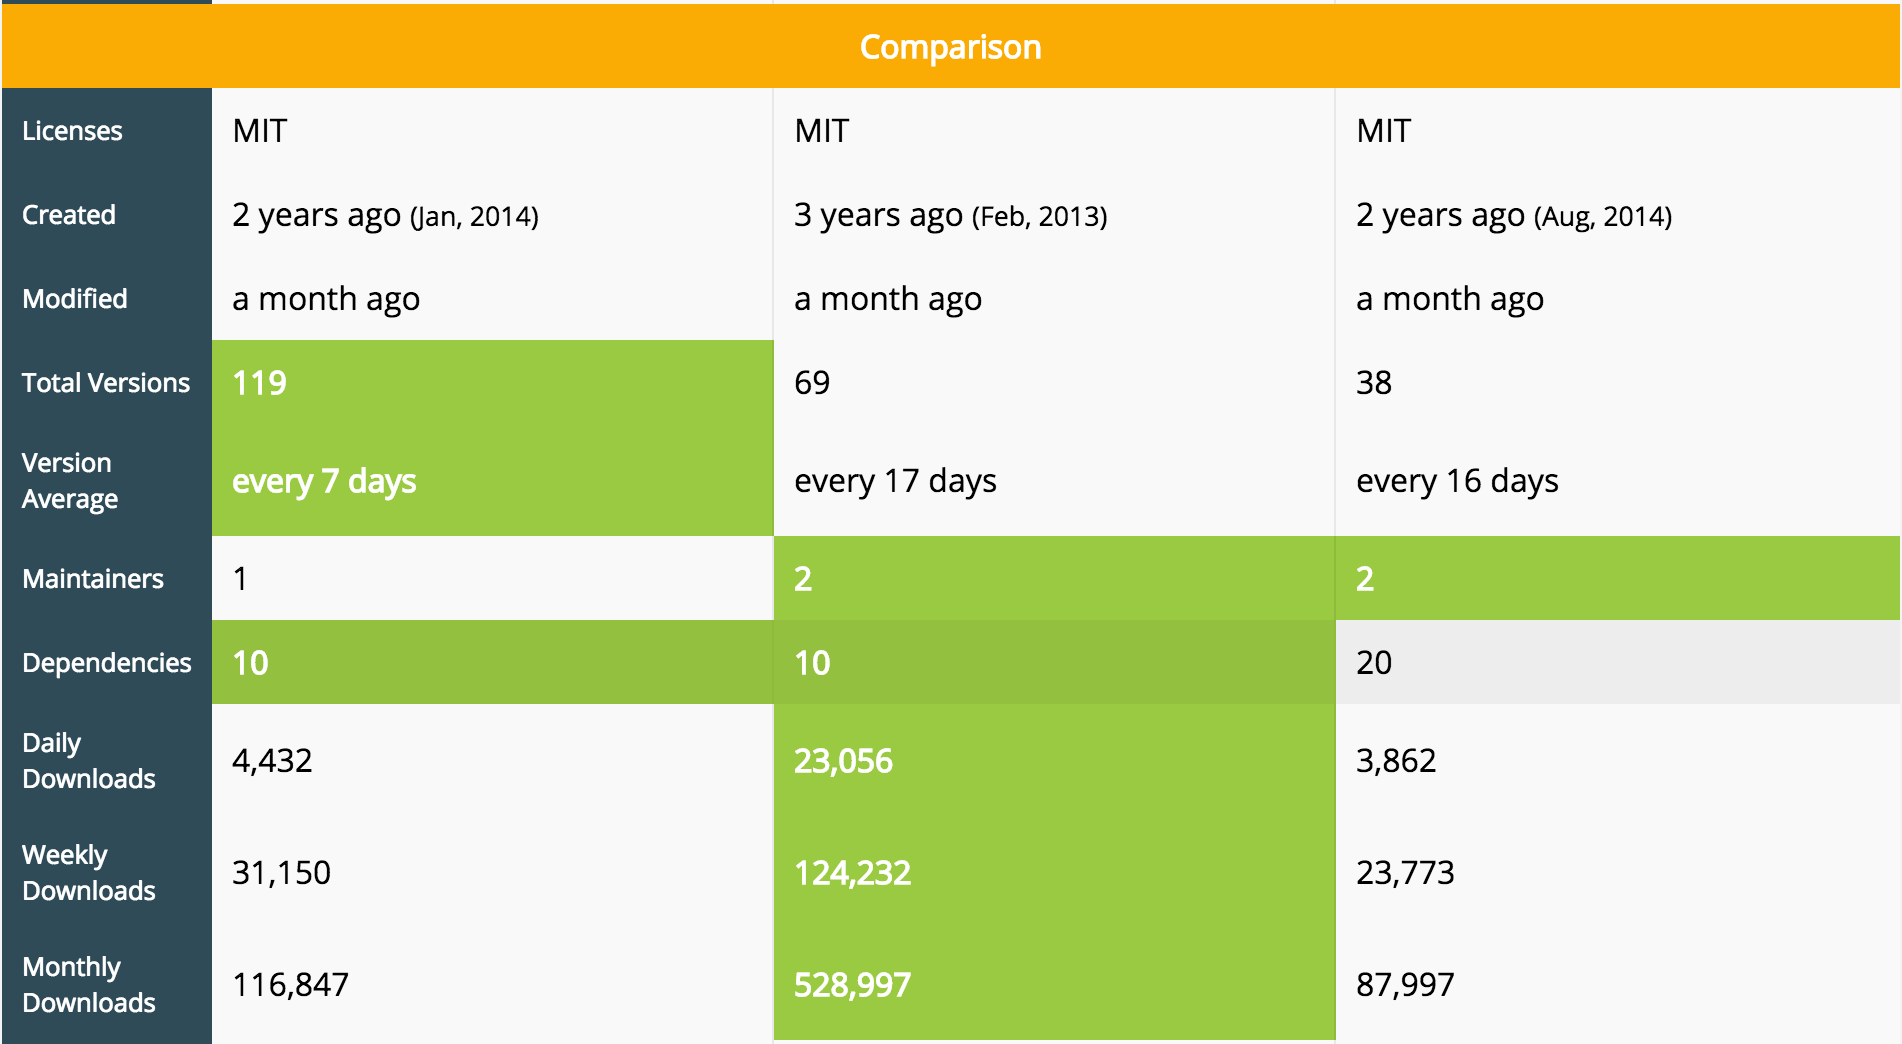 Comparison
Licenses MIT MIT MIT
Created 2 years ago (Jan, 2014) 3 years ago (Feb, 2013) 2 years ago (Aug, 2014)
Modified a month ago a month ago a month ago
Total Versions 119 69 38
Version
Average every 7 days every 17 days every 16 days
Maintainers 1 2 2
Dependencies 10 10 20
Daily
Downloads 4,432 23,056 3,862
Weekly
Downloads 31,150 124,232 23,773
Monthly
Downloads 116,847 528,997 87,997